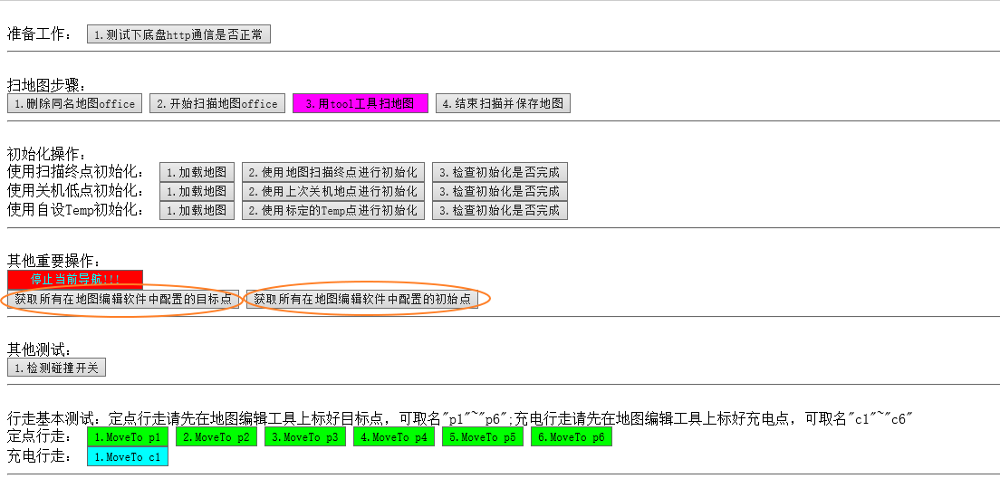 准备工作： 1.测试下底盘http通信是否正常
扫地图步骤：
1.删除同名地图office 2.开始扫描地图office 3.用tool工具扫地图 4.结束扫描并保存地图
初始化操作：
使用扫描终点初始化： 1.加载地图 2.使用地图扫描终点进行初始化 3.检查初始化是否完成
使用关机低点初始化： 1.加载地图 2.使用上次关机地点进行初始化 3.检查初始化是否完成
使用自设Temp初始化： 1.加载地图 2.使用标定的Temp点进行初始化 3.检查初始化是否完成
其他重要操作：
停止当前导航!!!
获取所有在地图编辑软件中配置的目标点 获取所有在地图编辑软件中配置的初始点
其他测试：
1.检测碰撞开关
行走基本测试：定点行走请先在地图编辑工具上标好目标点，可取名"p1"~"p6";充电行走请先在地图编辑工具上标好充电点，可取名"c1"~"c6"
定点行走： 1.MoveTo p1 2.MoveTo p2 3.MoveTo p3 4.MoveTo p4 5.MoveTo p5 6.MoveTo p6
充电行走： 1.MoveTo c1